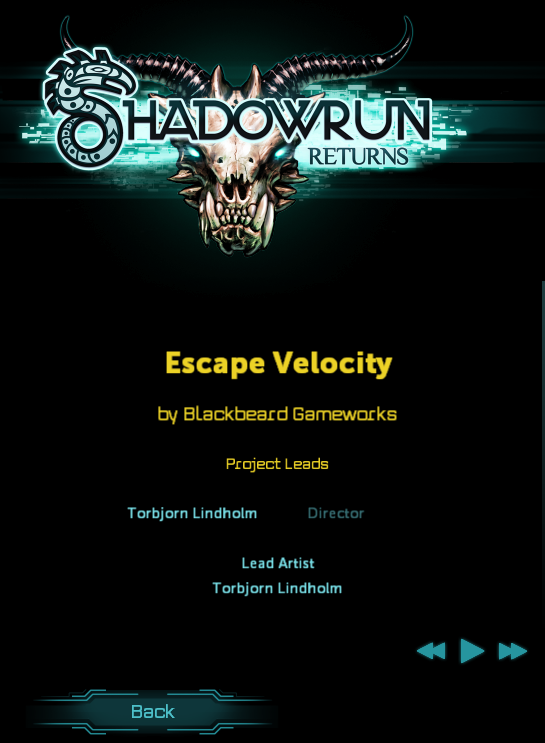 SHADOWRUN
RETURNS
Escape Velocity
by Blackbeard Gameworks
Project Leads
Torbjorn Lindholm Director
Lead Artist
Torbjorn Lindholm
Back